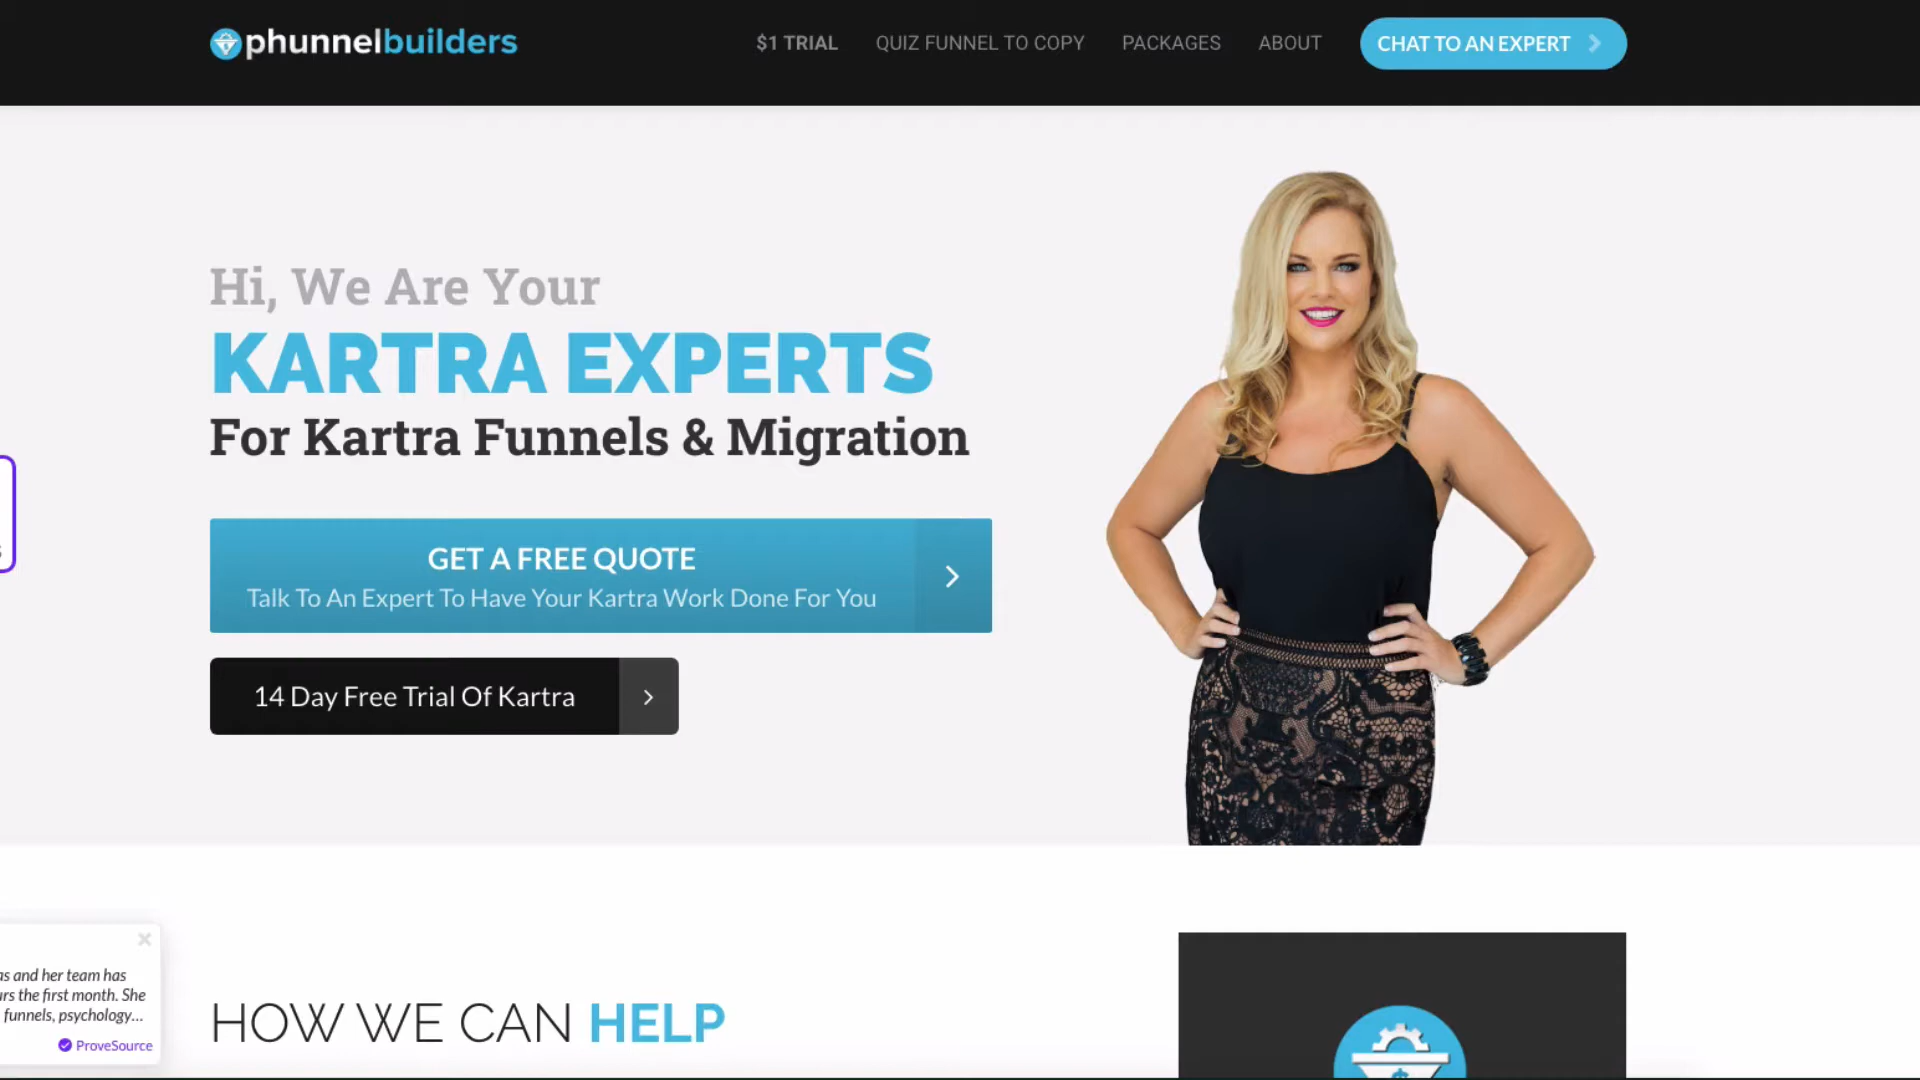 phunnelbuilders
$1 TRIAL
QUIZ FUNNEL TO COPY
PACKAGES
ABOUT
CHAT TO AN EXPERT
Hi, We Are Your
KARTRA EXPERTS
For Kartra Funnels & Migration
GET A FREE QUOTE
Talk To An Expert To Have Your Kartra Work Done For You
14 Day Free Trial Of Kartra
and her team has
the first month. She
funnels, psychology...
ProveSource
HOW WE CAN HELP